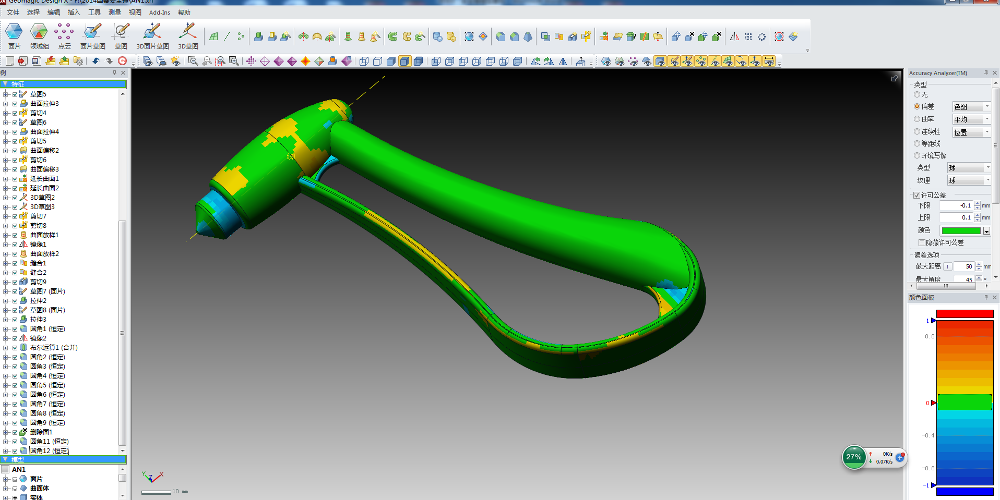 Geomagic Design X - F:\2014国赛安全锤\AN1.xrl
文件 选择 编辑 插入 工具 测量 视图 Add-Ins 帮助
面片 领域组 点云 面片草图 草图 3D面片草图 3D草图
树
特征
草图5
曲面拉伸3
剪切4
草图6
曲面拉伸4
剪切5
曲面偏移2
剪切6
曲面偏移3
延长曲面1
延长曲面2
3D草图2
3D草图3
剪切7
剪切8
曲面放样1
镜像1
曲面放样2
缝合1
缝合2
剪切9
草图7 (面片)
拉伸2
草图8 (面片)
拉伸3
圆角1 (恒定)
镜像2
布尔运算1 (合并)
圆角2 (恒定)
圆角3 (恒定)
圆角4 (恒定)
圆角5 (恒定)
圆角6 (恒定)
圆角7 (恒定)
圆角8 (恒定)
圆角9 (恒定)
删除面1
圆角11 (恒定)
圆角12 (恒定)
模型
AN1
面片
曲面体
实体
线1
Y Z X
10 mm
27%
0K/s
0.07K/s
Accuracy Analyzer(TM)
类型
无
偏差 色图
曲率 平均
连续性 位置
等距线
环境写像
类型 球
纹理 球
许可公差
下限 -0.1 mm
上限 0.1 mm
颜色
隐藏许可公差
偏差选项
最大距离 ! 50 mm
最大角度 45 °
颜色面板
1
0.8
0
-0.4
-0.8
-1